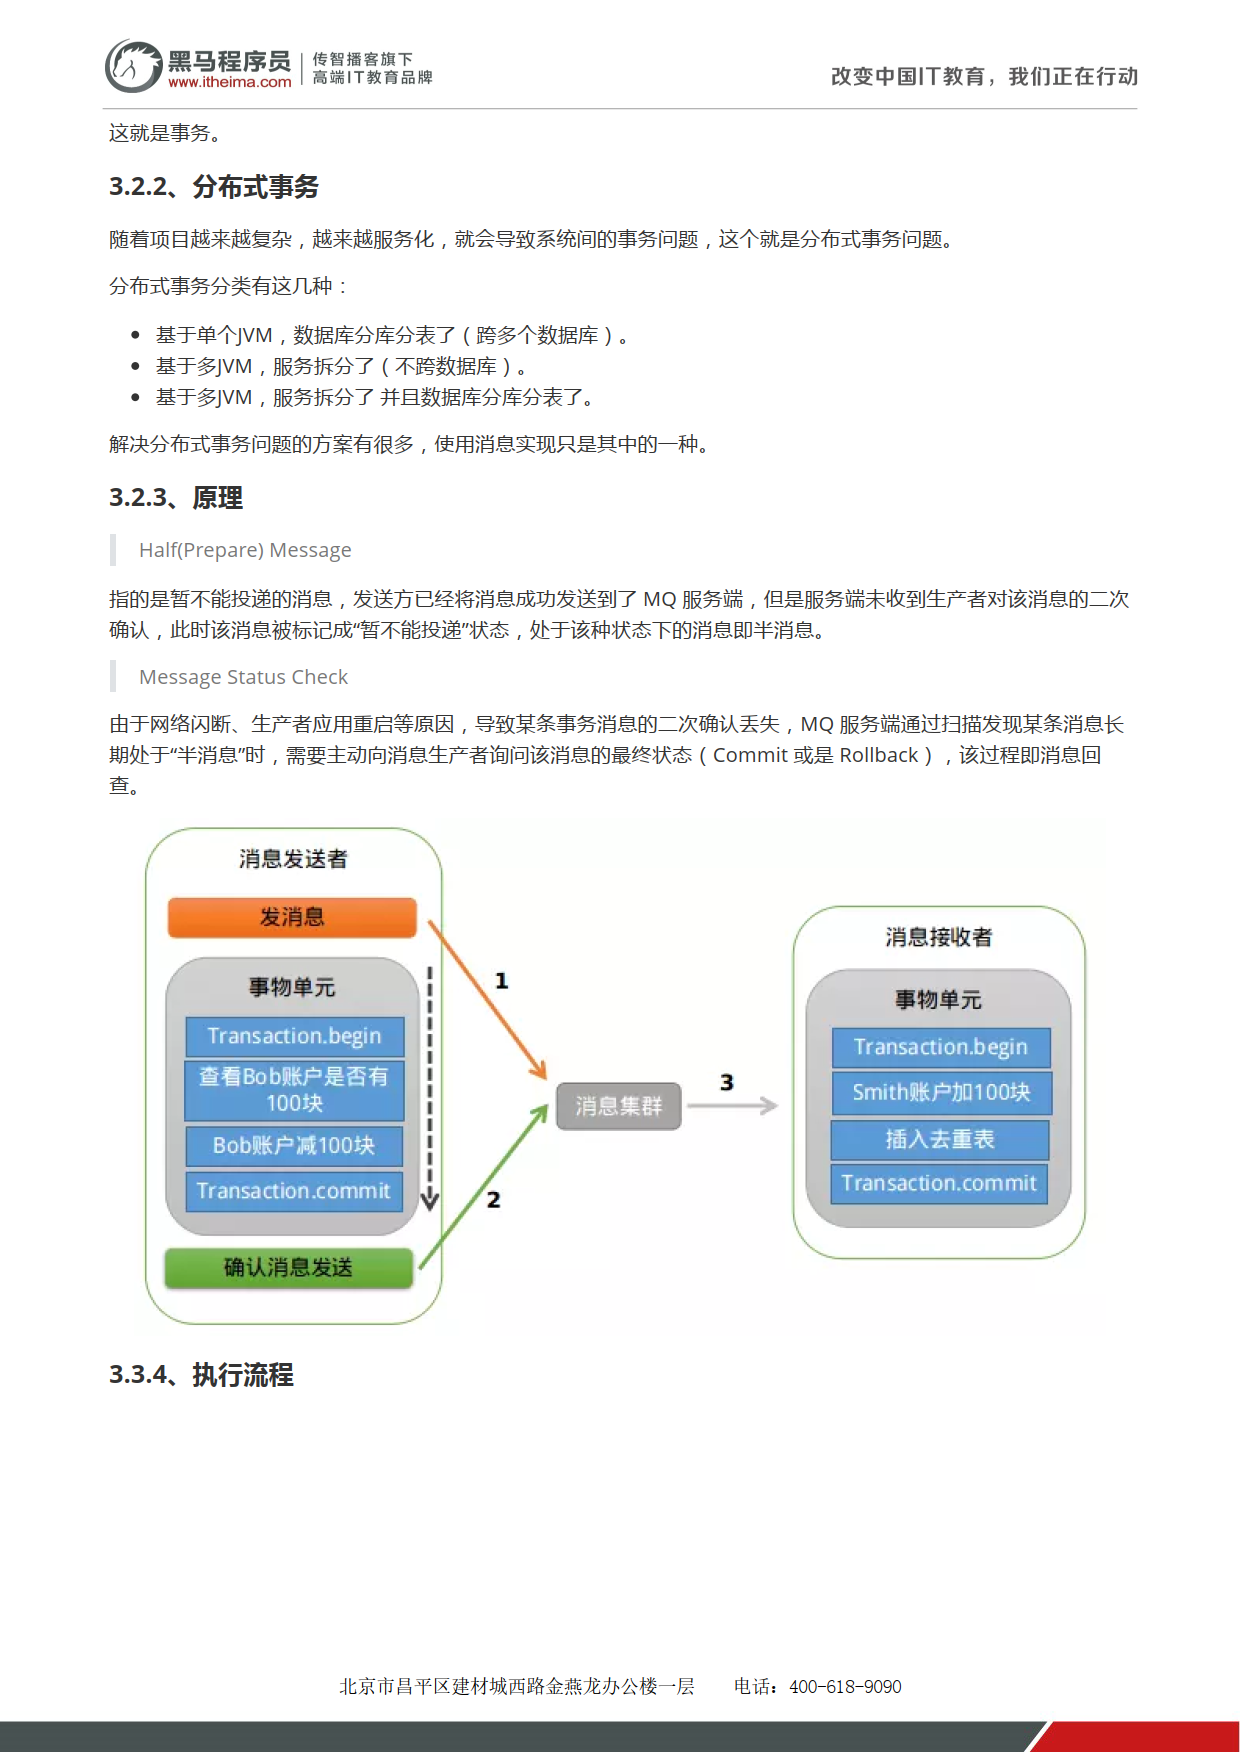 黑马程序员
www.itheima.com
传智播客旗下
高端IT教育品牌
改变中国IT教育，我们正在行动
这就是事务。
3.2.2、分布式事务
随着项目越来越复杂，越来越服务化，就会导致系统间的事务问题，这个就是分布式事务问题。
分布式事务分类有这几种：
基于单个JVM，数据库分库分表了（跨多个数据库）。
基于多JVM，服务拆分了（不跨数据库）。
基于多JVM，服务拆分了 并且数据库分库分表了。
解决分布式事务问题的方案有很多，使用消息实现只是其中的一种。
3.2.3、原理
Half(Prepare) Message
指的是暂不能投递的消息，发送方已经将消息成功发送到了 MQ 服务端，但是服务端未收到生产者对该消息的二次
确认，此时该消息被标记成“暂不能投递”状态，处于该种状态下的消息即半消息。
Message Status Check
由于网络闪断、生产者应用重启等原因，导致某条事务消息的二次确认丢失，MQ 服务端通过扫描发现某条消息长
期处于“半消息”时，需要主动向消息生产者询问该消息的最终状态（Commit 或是 Rollback），该过程即消息回
查。
消息发送者
发消息
事物单元
Transaction.begin
查看Bob账户是否有
100块
Bob账户减100块
Transaction.commit
确认消息发送
1
2
消息集群
3
消息接收者
事物单元
Transaction.begin
Smith账户加100块
插入去重表
Transaction.commit
3.3.4、执行流程
北京市昌平区建材城西路金燕龙办公楼一层 电话：400-618-9090